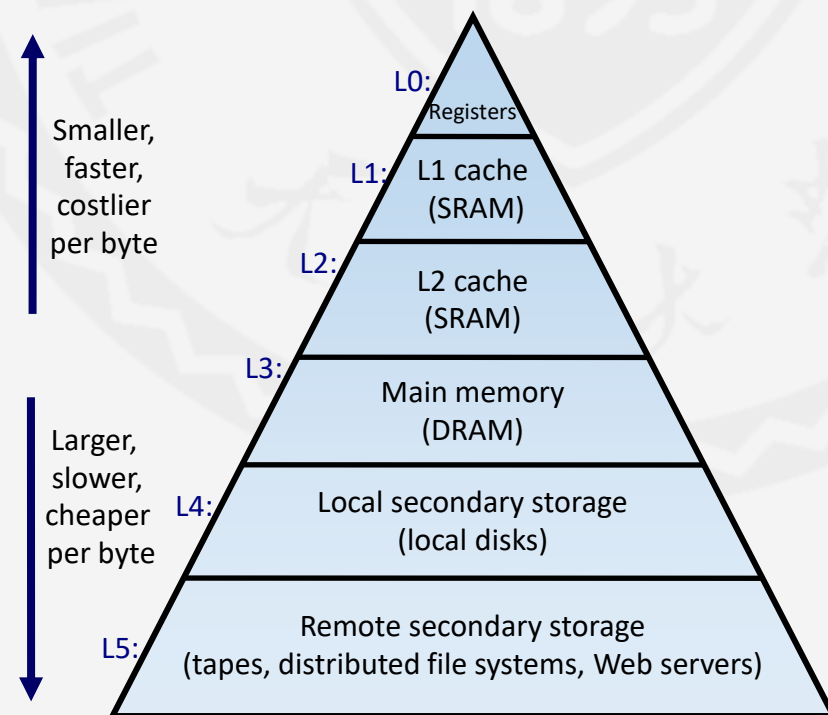 L0:
Registers
Smaller,
faster,
costlier
per byte
L1:
L1 cache
(SRAM)
L2:
L2 cache
(SRAM)
L3:
Main memory
(DRAM)
Larger,
slower,
cheaper
per byte
L4:
Local secondary storage
(local disks)
L5:
Remote secondary storage
(tapes, distributed file systems, Web servers)